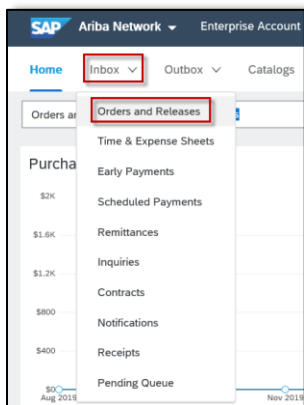 SAP Ariba Network Enterprise Account
Home Inbox Outbox Catalogs
Orders and Releases
Orders an s
Time & Expense Sheets
Early Payments
Purcha
Scheduled Payments
$2K
Remittances
$1.6K
Inquiries
$1.2K
Contracts
$800
Notifications
$400
Receipts
Pending Queue
$0
Aug 2019 Nov 2019